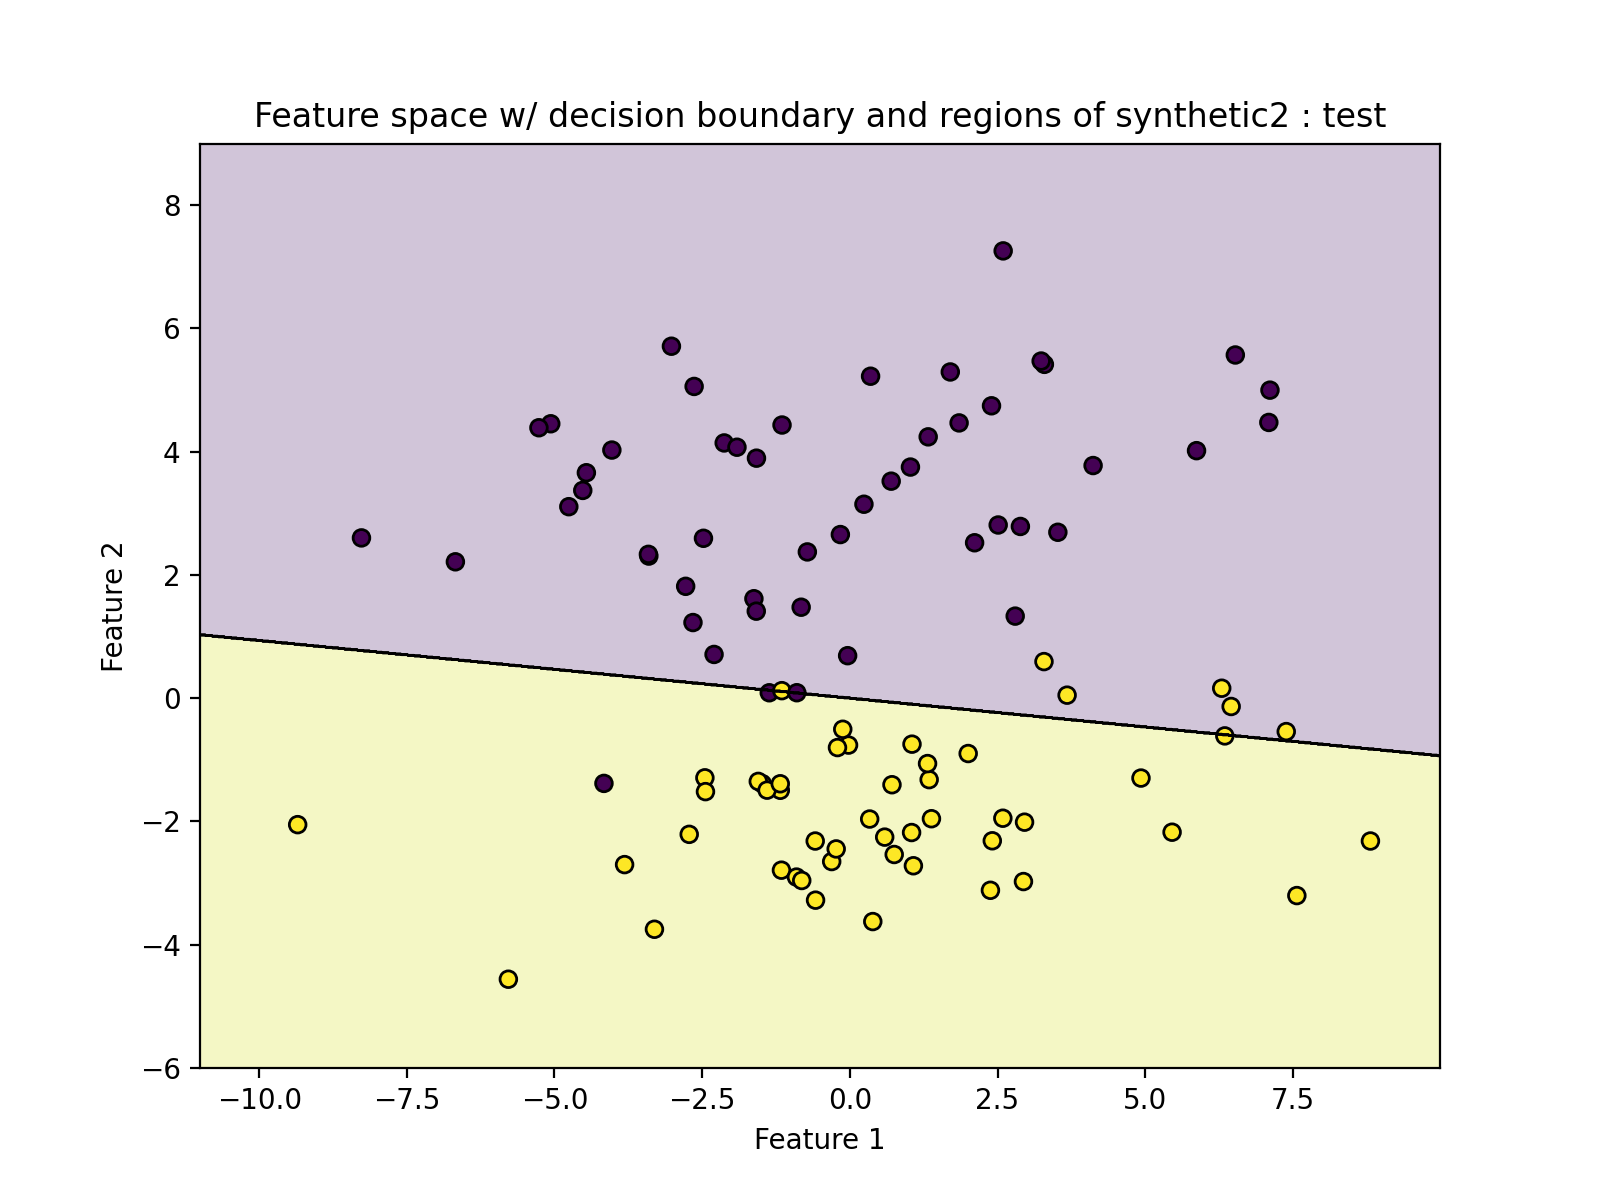 Feature space w/ decision boundary and regions of synthetic2 : test
8
6
4
2
0
−2
−4
−6
Feature 2
−10.0 −7.5 −5.0 −2.5 0.0 2.5 5.0 7.5
Feature 1